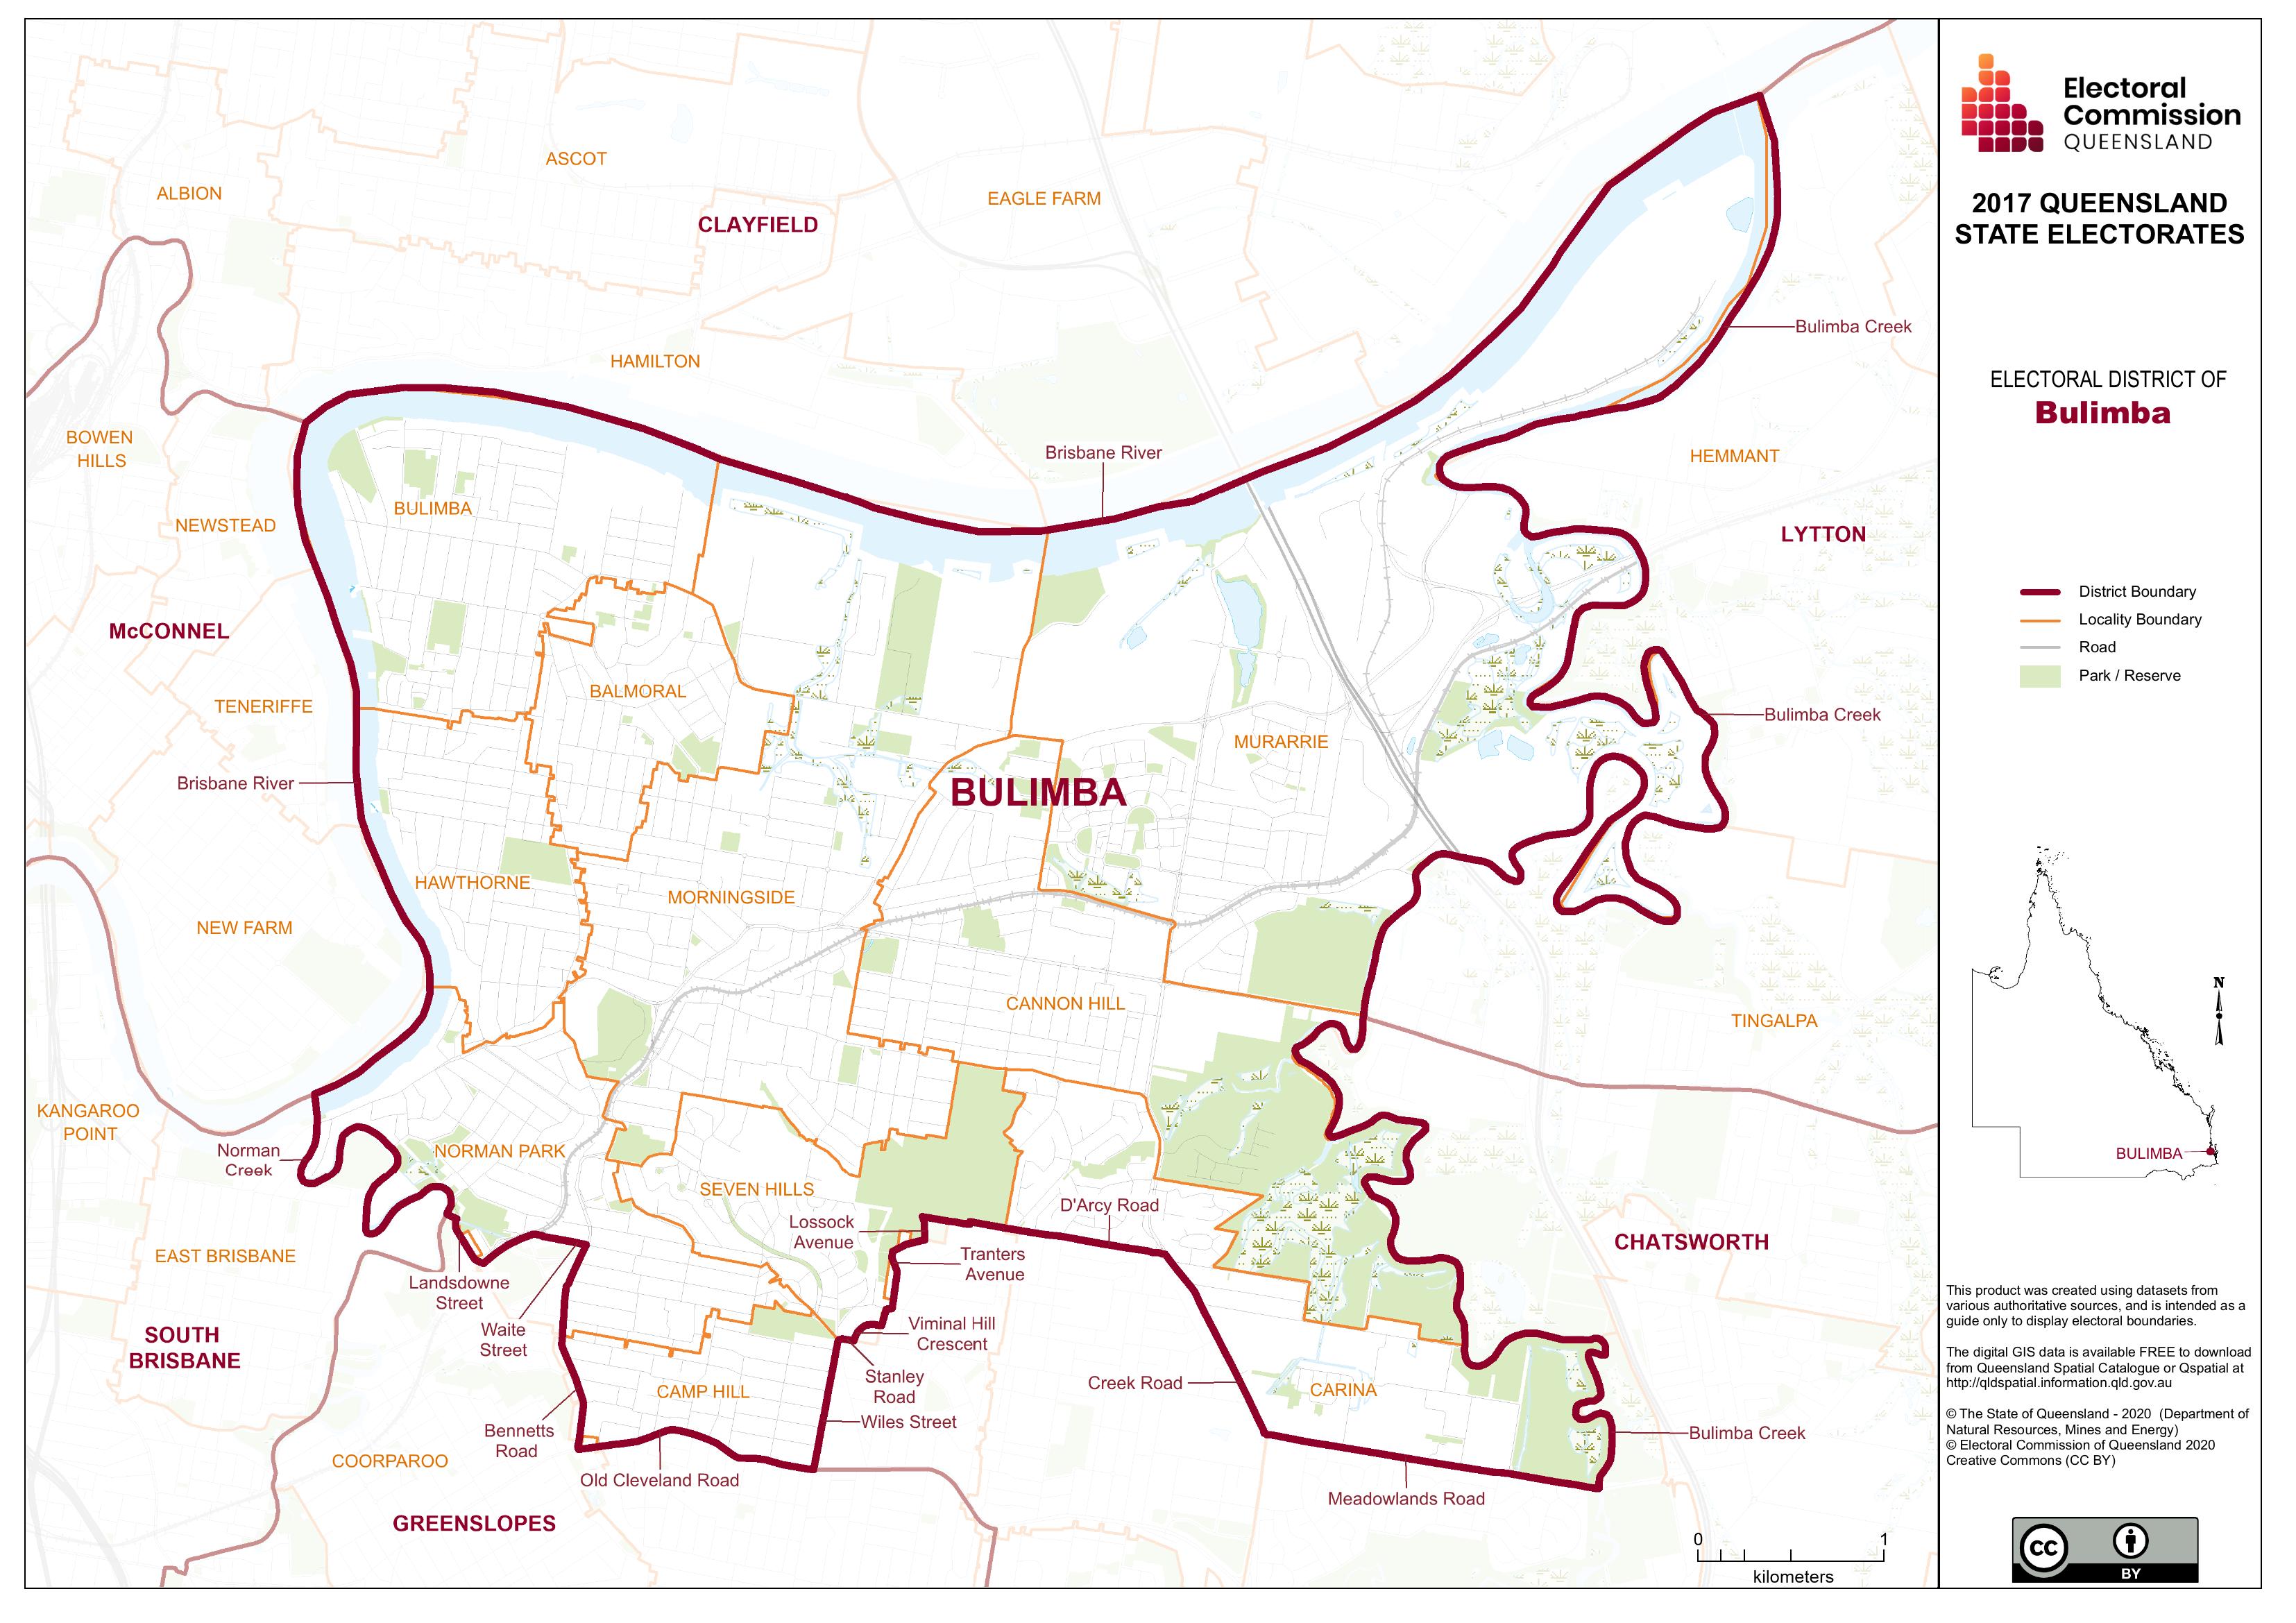 ALBION
ASCOT
CLAYFIELD
EAGLE FARM
HAMILTON
BOWEN
HILLS
NEWSTEAD
BULIMBA
Brisbane River
Bulimba Creek
HEMMANT
LYTTON
McCONNEL
TENERIFFE
BALMORAL
Brisbane River
BULIMBA
MURARRIE
Bulimba Creek
HAWTHORNE
MORNINGSIDE
NEW FARM
CANNON HILL
TINGALPA
KANGAROO
POINT
Norman
Creek
NORMAN PARK
SEVEN HILLS
Lossock
Avenue
D'Arcy Road
Tranters
Avenue
CHATSWORTH
EAST BRISBANE
Landsdowne
Street
Waite
Street
SOUTH
BRISBANE
Viminal Hill
Crescent
Stanley
Road
Wiles Street
CAMP HILL
Creek Road
CARINA
Bennetts
Road
Old Cleveland Road
COORPAROO
GREENSLOPES
Meadowlands Road
Bulimba Creek
0 1
kilometers
Electoral
Commission
QUEENSLAND
2017 QUEENSLAND
STATE ELECTORATES
ELECTORAL DISTRICT OF
Bulimba
District Boundary
Locality Boundary
Road
Park / Reserve
N
BULIMBA
This product was created using datasets from
various authoritative sources, and is intended as a
guide only to display electoral boundaries.
The digital GIS data is available FREE to download
from Queensland Spatial Catalogue or Qspatial at
http://qldspatial.information.qld.gov.au
© The State of Queensland - 2020 (Department of
Natural Resources, Mines and Energy)
© Electoral Commission of Queensland 2020
Creative Commons (CC BY)
CC
BY